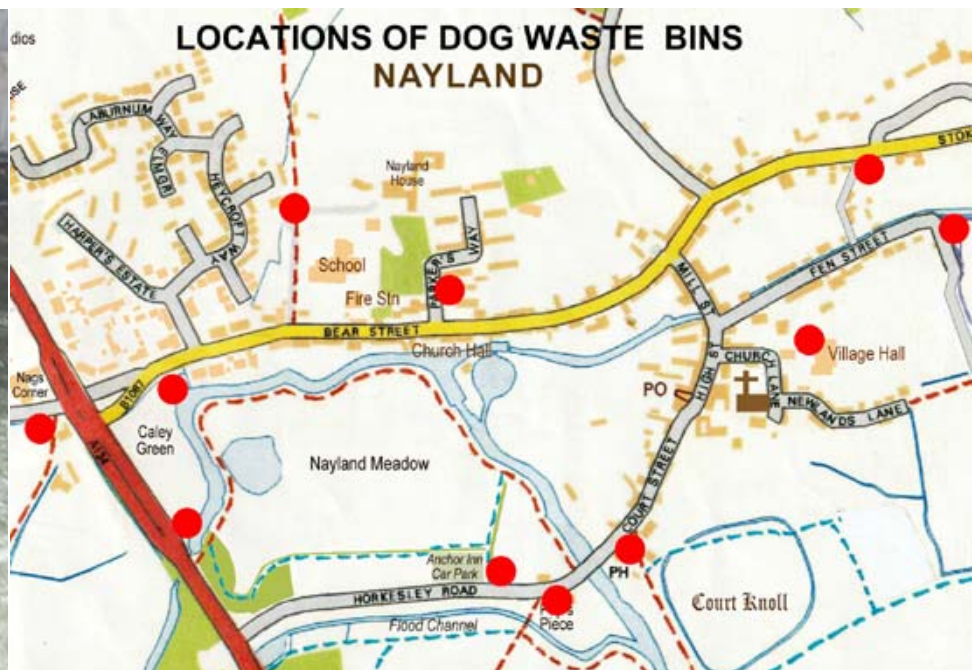 LOCATIONS OF DOG WASTE BINS
NAYLAND
dios
LABURNUM WAY
HEYCROFT WAY
HARPER'S ESTATE
Nayland
House
School
Fire Stn
PARKER'S WAY
BEAR STREET
Church Hall
STOK
MILL ST
FEN STREET
Village Hall
CHURCH LANE
NEWLANDS LANE
HIGH ST
PO
Nags
Corner
B1087
A134
Caley
Green
Nayland Meadow
COURT STREET
Anchor Inn
Car Park
PH
HORKESLEY ROAD
Flood Channel
Piece
Court Knoll